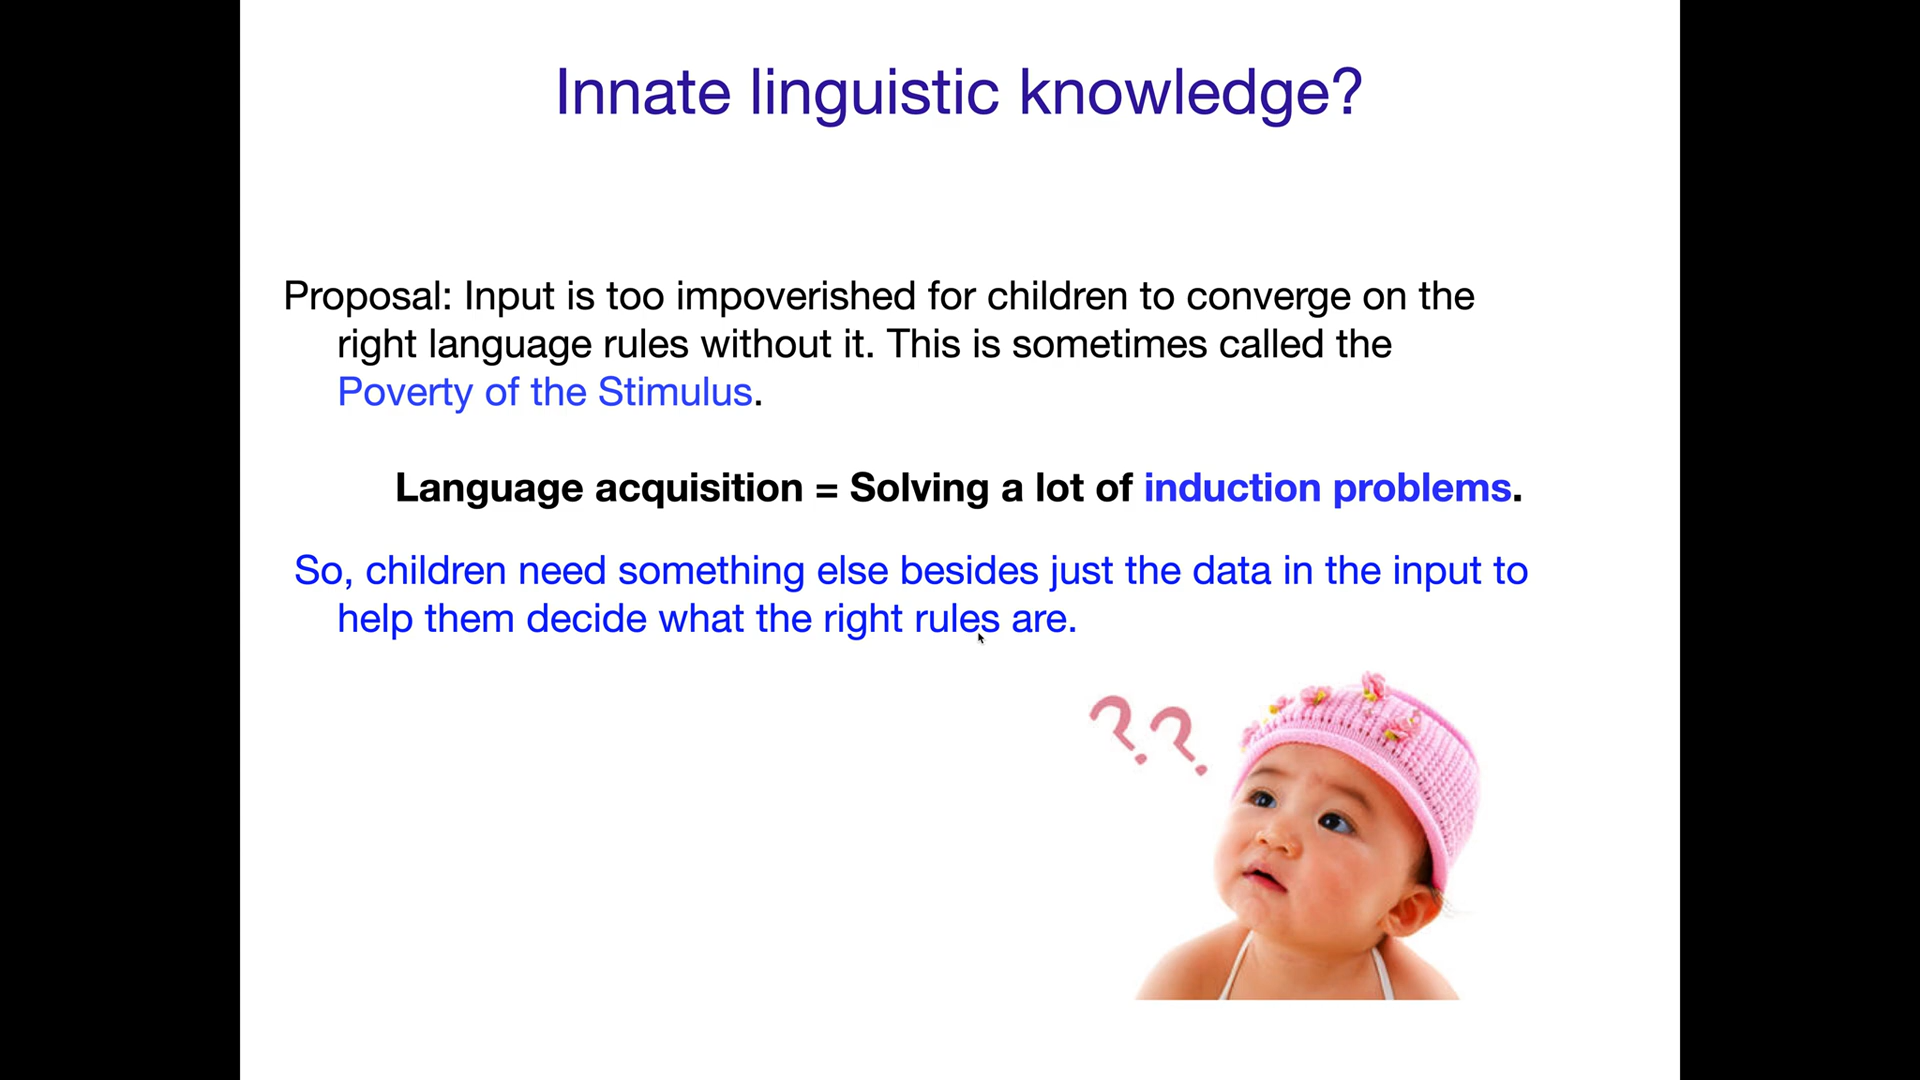 Innate linguistic knowledge?
Proposal: Input is too impoverished for children to converge on the
right language rules without it. This is sometimes called the
Poverty of the Stimulus.
Language acquisition = Solving a lot of induction problems.
So, children need something else besides just the data in the input to
help them decide what the right rules are.
??